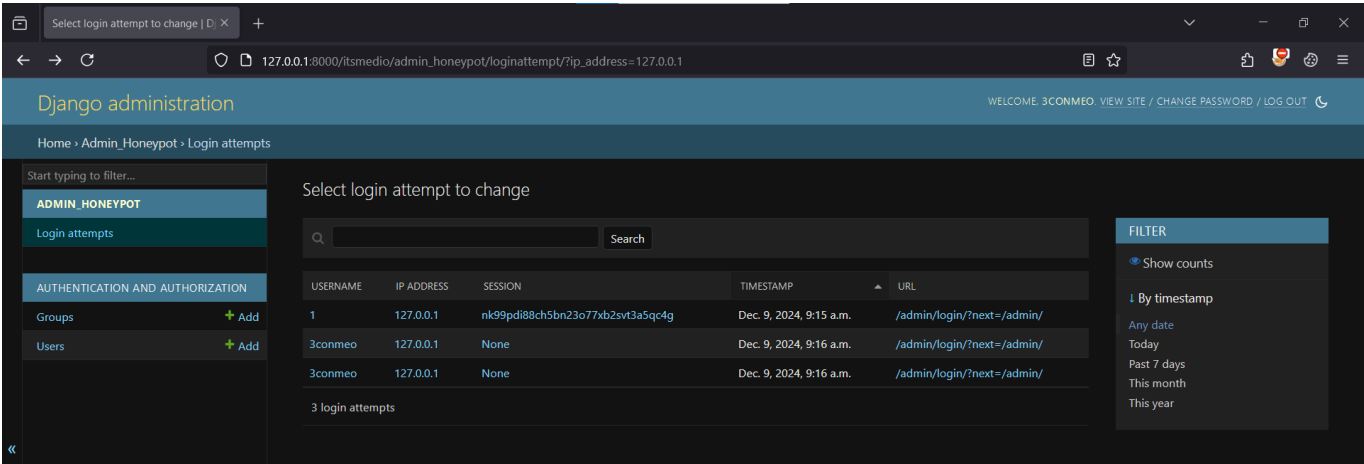 Select login attempt to change | Dj
127.0.0.1:8000/itsmedio/admin_honeypot/loginattempt/?ip_address=127.0.0.1
Django administration
WELCOME, 3CONMEO. VIEW SITE / CHANGE PASSWORD / LOG OUT
Home › Admin_Honeypot › Login attempts
Start typing to filter...
ADMIN_HONEYPOT
Login attempts
AUTHENTICATION AND AUTHORIZATION
Groups + Add
Users + Add
Select login attempt to change
Search
USERNAME IP ADDRESS SESSION TIMESTAMP URL
1 127.0.0.1 nk99pdi88ch5bn23o77xb2svt3a5qc4g Dec. 9, 2024, 9:15 a.m. /admin/login/?next=/admin/
3conmeo 127.0.0.1 None Dec. 9, 2024, 9:16 a.m. /admin/login/?next=/admin/
3conmeo 127.0.0.1 None Dec. 9, 2024, 9:16 a.m. /admin/login/?next=/admin/
3 login attempts
FILTER
Show counts
↓ By timestamp
Any date
Today
Past 7 days
This month
This year
«